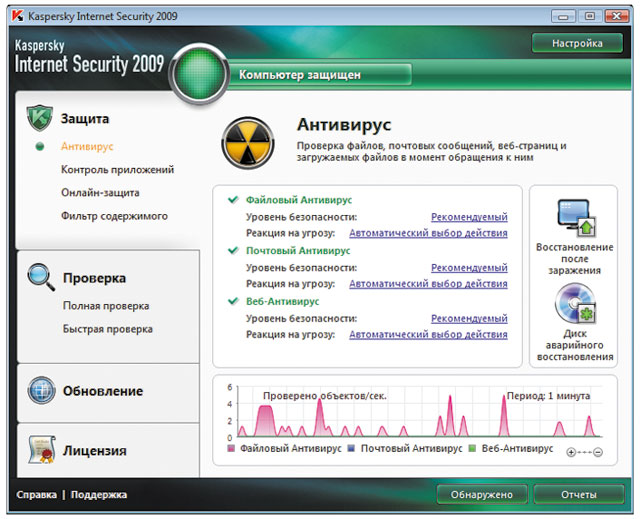 Kaspersky Internet Security 2009
Kaspersky
Internet Security 2009
Настройка
Компьютер защищен
Защита
Антивирус
Контроль приложений
Онлайн-защита
Фильтр содержимого
Проверка
Полная проверка
Быстрая проверка
Обновление
Лицензия
Антивирус
Проверка файлов, почтовых сообщений, веб-страниц и
загружаемых файлов в момент обращения к ним
Файловый Антивирус
Уровень безопасности: Рекомендуемый
Реакция на угрозу: Автоматический выбор действия
Почтовый Антивирус
Уровень безопасности: Рекомендуемый
Реакция на угрозу: Автоматический выбор действия
Веб-Антивирус
Уровень безопасности: Рекомендуемый
Реакция на угрозу: Автоматический выбор действия
Восстановление
после
заражения
Диск
аварийного
восстановления
6
4
2
0
Проверено объектов/сек. Период: 1 минута
Файловый Антивирус Почтовый Антивирус Веб-Антивирус
Справка | Поддержка
Обнаружено
Отчеты